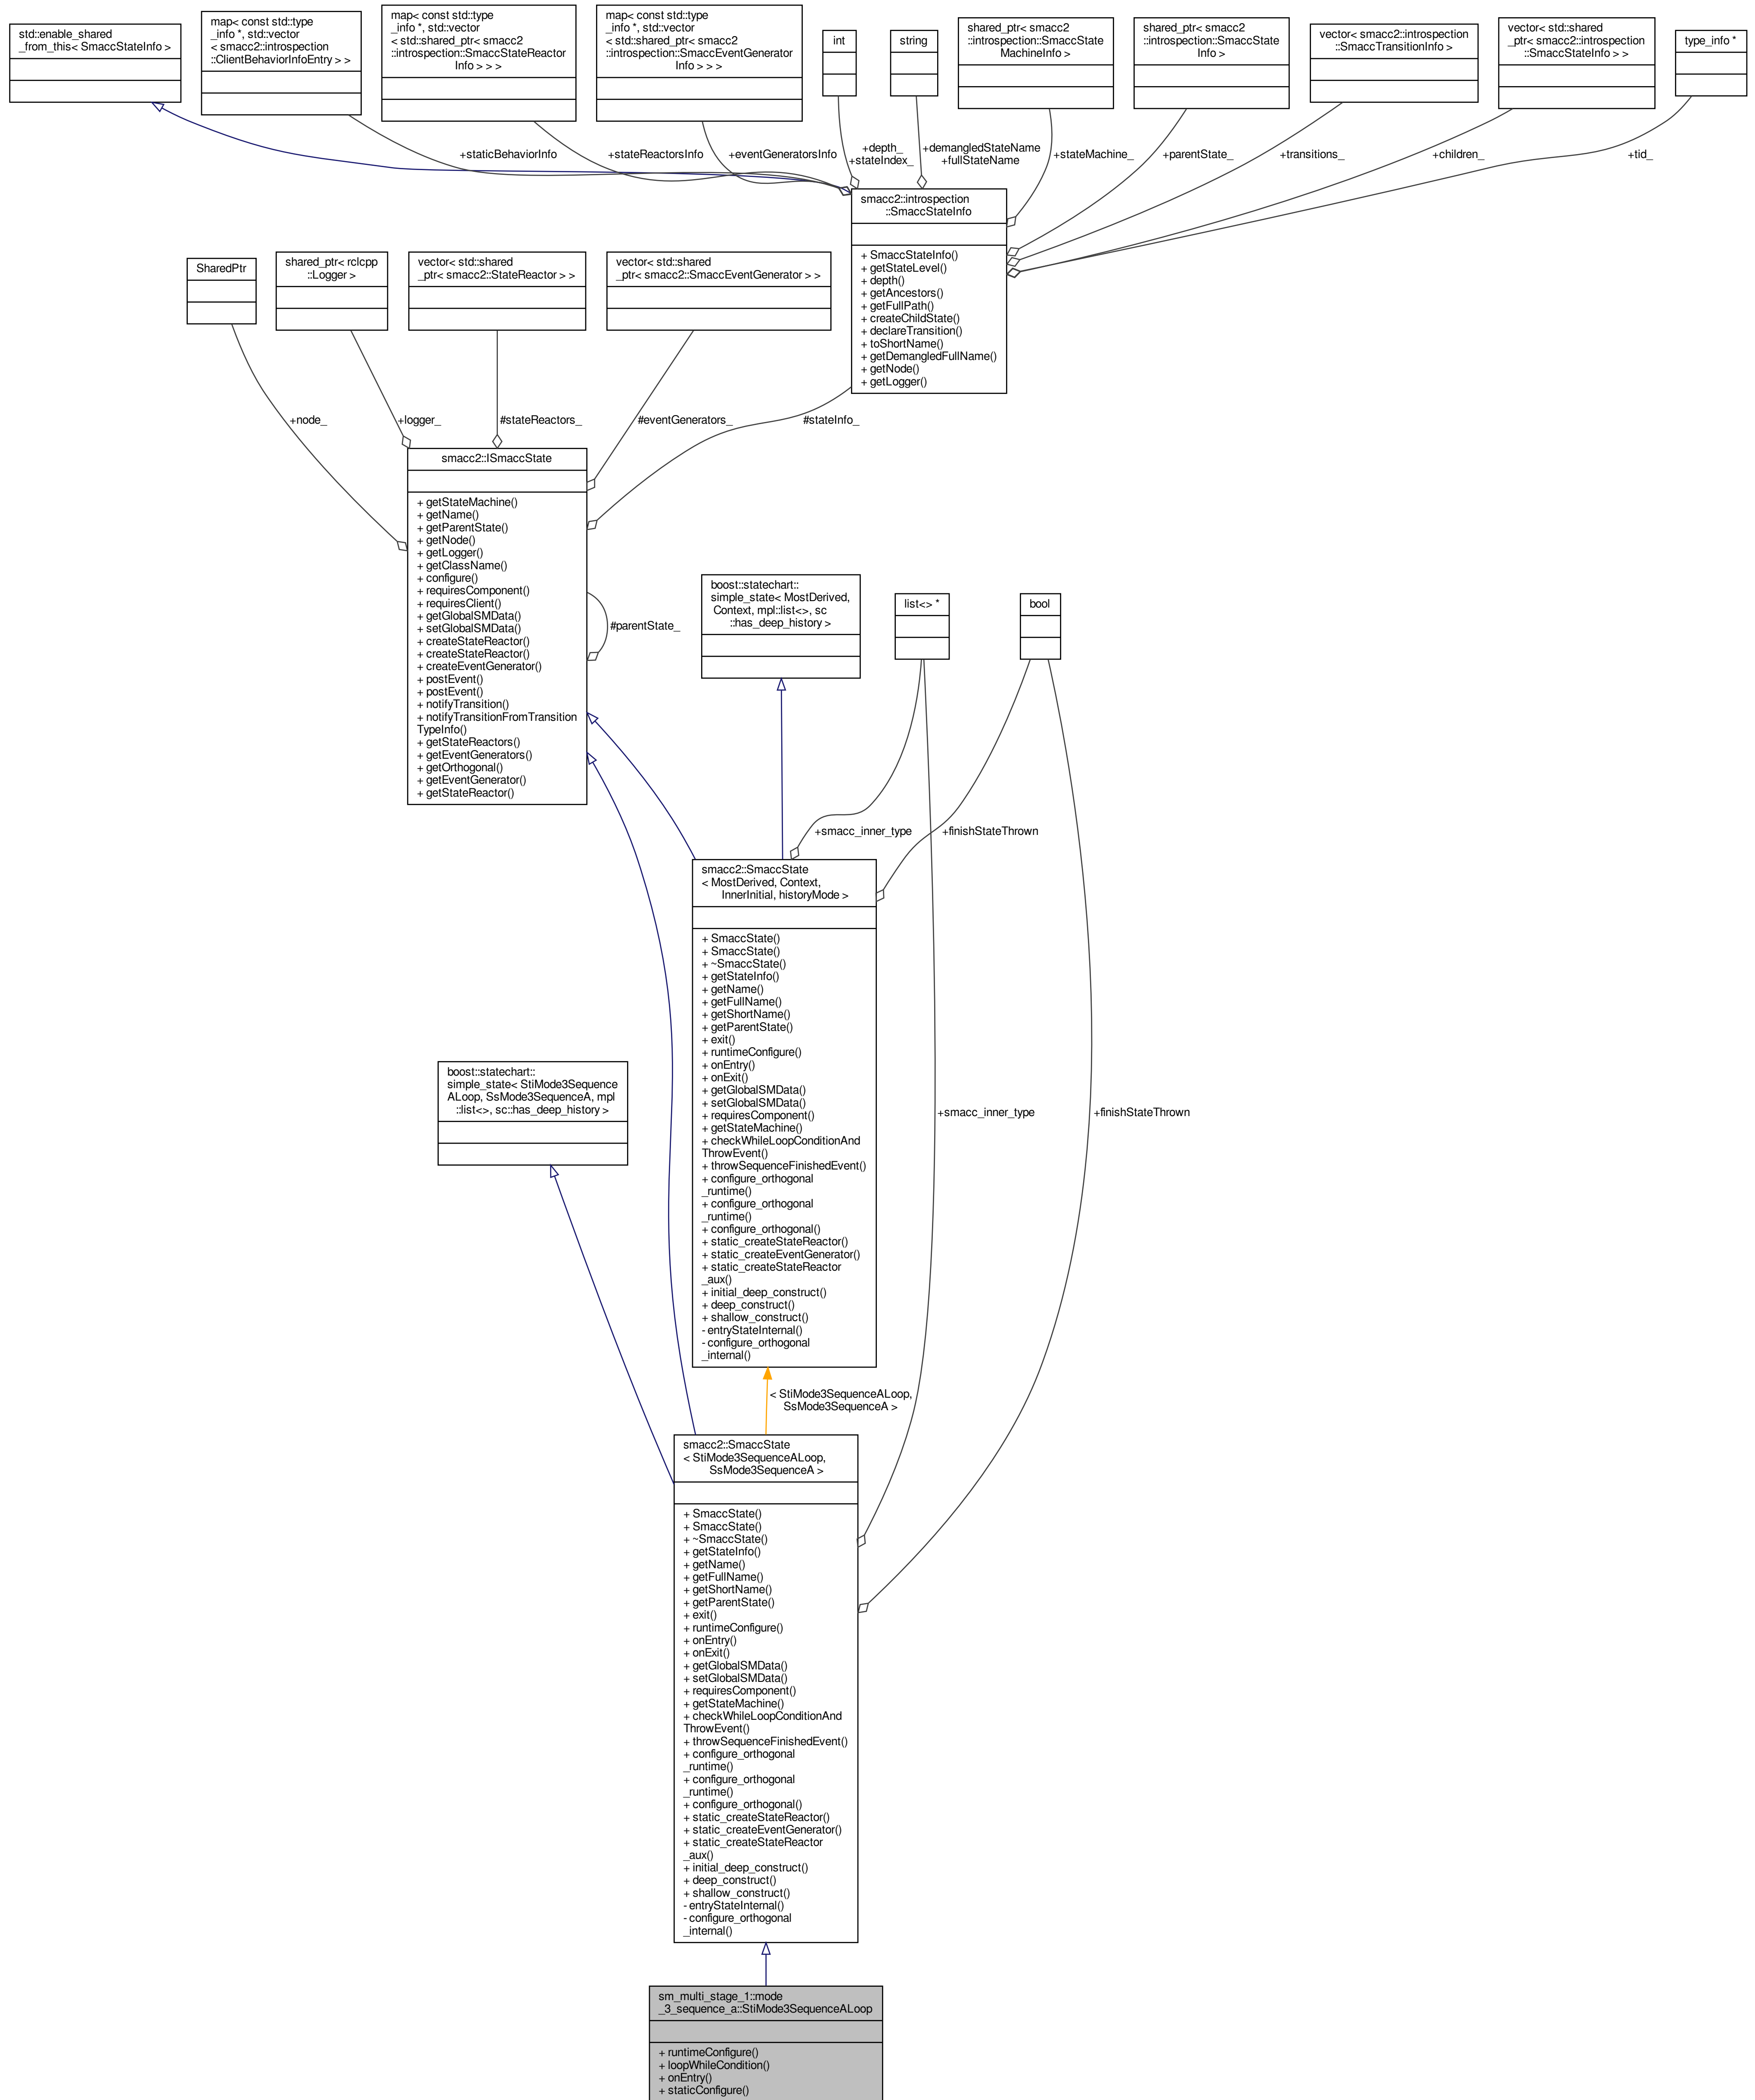 std::enable_shared
_from_this< SmaccStateInfo >
map< const std::type
_info *, std::vector
< smacc2::introspection
::ClientBehaviorInfoEntry > >
map< const std::type
_info *, std::vector
< std::shared_ptr< smacc2
::introspection::SmaccStateReactor
Info > > >
map< const std::type
_info *, std::vector
< std::shared_ptr< smacc2
::introspection::SmaccEventGenerator
Info > > >
int
string
shared_ptr< smacc2
::introspection::SmaccState
MachineInfo >
shared_ptr< smacc2
::introspection::SmaccState
Info >
vector< smacc2::introspection
::SmaccTransitionInfo >
vector< std::shared
_ptr< smacc2::introspection
::SmaccStateInfo > >
type_info *
+staticBehaviorInfo
+stateReactorsInfo
+eventGeneratorsInfo
+depth_
+stateIndex_
+demangledStateName
+fullStateName
+stateMachine_
+parentState_
+transitions_
+children_
+tid_
smacc2::introspection
::SmaccStateInfo
+ SmaccStateInfo()
+ getStateLevel()
+ depth()
+ getAncestors()
+ getFullPath()
+ createChildState()
+ declareTransition()
+ toShortName()
+ getDemangledFullName()
+ getNode()
+ getLogger()
SharedPtr
shared_ptr< rclcpp
::Logger >
vector< std::shared
_ptr< smacc2::StateReactor > >
vector< std::shared
_ptr< smacc2::SmaccEventGenerator > >
+node_
+logger_
#stateReactors_
#eventGenerators_
#stateInfo_
smacc2::ISmaccState
+ getStateMachine()
+ getName()
+ getParentState()
+ getNode()
+ getLogger()
+ getClassName()
+ configure()
+ requiresComponent()
+ requiresClient()
+ getGlobalSMData()
+ setGlobalSMData()
+ createStateReactor()
+ createStateReactor()
+ createEventGenerator()
+ postEvent()
+ postEvent()
+ notifyTransition()
+ notifyTransitionFromTransition
TypeInfo()
+ getStateReactors()
+ getEventGenerators()
+ getOrthogonal()
+ getEventGenerator()
+ getStateReactor()
#parentState_
boost::statechart::
simple_state< MostDerived,
Context, mpl::list<>, sc
::has_deep_history >
list<> *
bool
+smacc_inner_type
+finishStateThrown
smacc2::SmaccState
< MostDerived, Context,
InnerInitial, historyMode >
+ SmaccState()
+ SmaccState()
+ ~SmaccState()
+ getStateInfo()
+ getName()
+ getFullName()
+ getShortName()
+ getParentState()
+ exit()
+ runtimeConfigure()
+ onEntry()
+ onExit()
+ getGlobalSMData()
+ setGlobalSMData()
+ requiresComponent()
+ getStateMachine()
+ checkWhileLoopConditionAnd
ThrowEvent()
+ throwSequenceFinishedEvent()
+ configure_orthogonal
_runtime()
+ configure_orthogonal
_runtime()
+ configure_orthogonal()
+ static_createStateReactor()
+ static_createEventGenerator()
+ static_createStateReactor
_aux()
+ initial_deep_construct()
+ deep_construct()
+ shallow_construct()
- entryStateInternal()
- configure_orthogonal
_internal()
boost::statechart::
simple_state< StiMode3Sequence
ALoop, SsMode3SequenceA, mpl
::list<>, sc::has_deep_history >
+smacc_inner_type
+finishStateThrown
< StiMode3SequenceALoop,
SsMode3SequenceA >
smacc2::SmaccState
< StiMode3SequenceALoop,
SsMode3SequenceA >
+ SmaccState()
+ SmaccState()
+ ~SmaccState()
+ getStateInfo()
+ getName()
+ getFullName()
+ getShortName()
+ getParentState()
+ exit()
+ runtimeConfigure()
+ onEntry()
+ onExit()
+ getGlobalSMData()
+ setGlobalSMData()
+ requiresComponent()
+ getStateMachine()
+ checkWhileLoopConditionAnd
ThrowEvent()
+ throwSequenceFinishedEvent()
+ configure_orthogonal
_runtime()
+ configure_orthogonal
_runtime()
+ configure_orthogonal()
+ static_createStateReactor()
+ static_createEventGenerator()
+ static_createStateReactor
_aux()
+ initial_deep_construct()
+ deep_construct()
+ shallow_construct()
- entryStateInternal()
- configure_orthogonal
_internal()
sm_multi_stage_1::mode
_3_sequence_a::StiMode3SequenceALoop
+ runtimeConfigure()
+ loopWhileCondition()
+ onEntry()
+ staticConfigure()